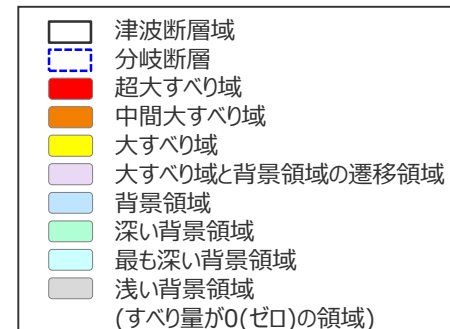 津波断層域
分岐断層
超大すべり域
中間大すべり域
大すべり域
大すべり域と背景領域の遷移領域
背景領域
深い背景領域
最も深い背景領域
浅い背景領域
(すべり量が0(ゼロ)の領域)